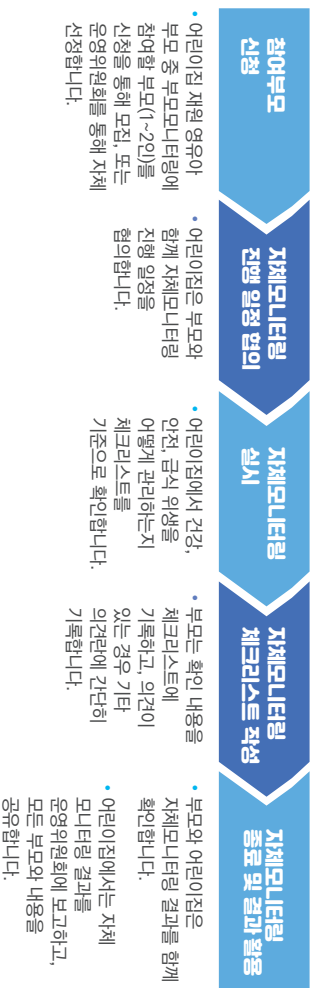 참여부모
신청
• 어린이집 재원 영유아
부모 중 부모모니터링에
참여할 부모(1~2인)를
신청을 통해 모집, 또는
운영위원회를 통해 자체
선정합니다.
자체모니터링
진행 일정 협의
• 어린이집은 부모와
함께 자체모니터링
진행 일정을
협의합니다.
자체모니터링
실시
• 어린이집에서 건강,
안전, 급식 위생을
어떻게 관리하는지
체크리스트를
기준으로 확인합니다.
자체모니터링
체크리스트 작성
• 부모는 확인 내용을
체크리스트에
기록하고, 의견이
있는 경우 기타
의견란에 간단히
기록합니다.
자체모니터링
종료 및 결과 활용
• 부모와 어린이집은
자체모니터링 결과를 함께
확인합니다.
• 어린이집에서는 자체
모니터링 결과를
운영위원회에 보고하고,
모든 부모와 내용을
공유합니다.